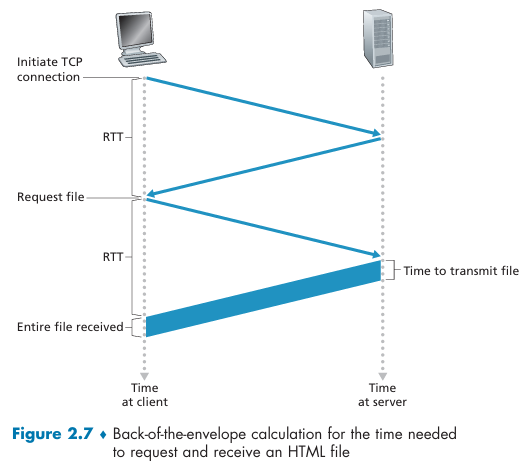 Initiate TCP
connection
RTT
Request file
RTT
Time to transmit file
Entire file received
Time
at client
Time
at server
Figure 2.7 ♦ Back-of-the-envelope calculation for the time needed
to request and receive an HTML file